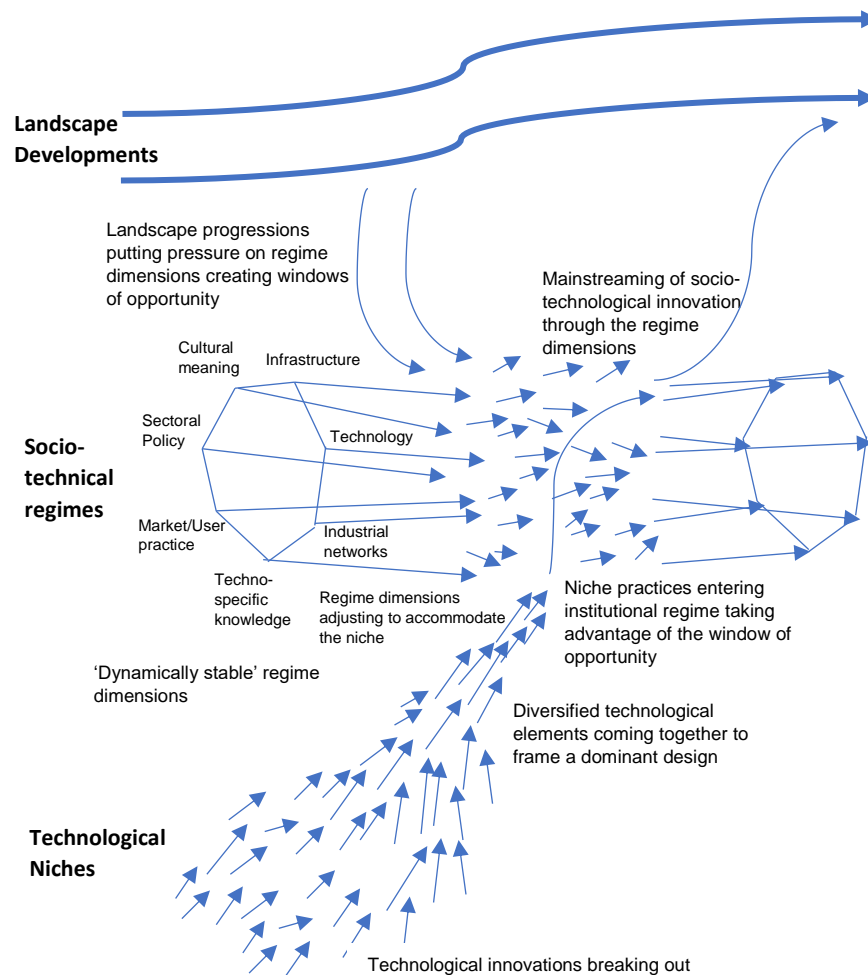 Landscape
Developments
Landscape progressions
putting pressure on regime
dimensions creating windows
of opportunity
Mainstreaming of socio-
technological innovation
through the regime
dimensions
Cultural
meaning
Infrastructure
Sectoral
Policy
Technology
Socio-
technical
regimes
Market/User
practice
Industrial
networks
Techno-
specific
knowledge
Regime dimensions
adjusting to accommodate
the niche
Niche practices entering
institutional regime taking
advantage of the window of
opportunity
‘Dynamically stable’ regime
dimensions
Diversified technological
elements coming together to
frame a dominant design
Technological
Niches
Technological innovations breaking out